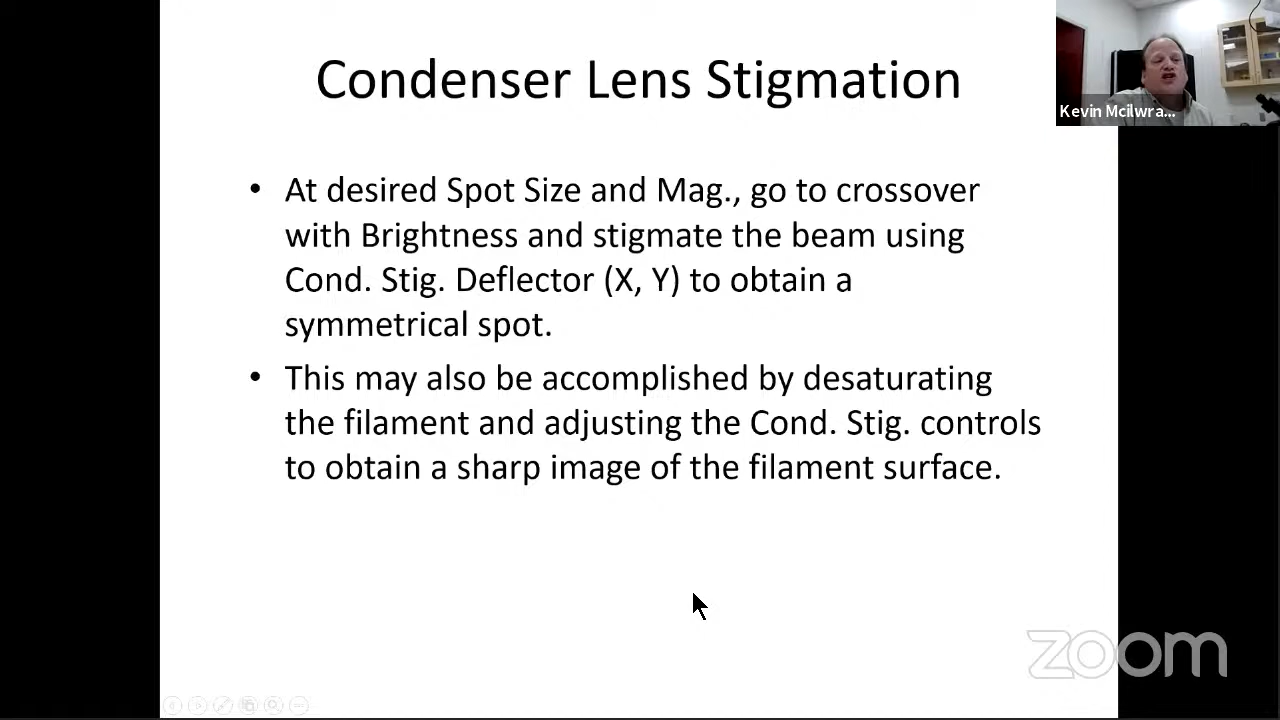 Condenser Lens Stigmation
Kevin Mcilwra...
• At desired Spot Size and Mag., go to crossover
with Brightness and stigmate the beam using
Cond. Stig. Deflector (X, Y) to obtain a
symmetrical spot.
• This may also be accomplished by desaturating
the filament and adjusting the Cond. Stig. controls
to obtain a sharp image of the filament surface.
zoom